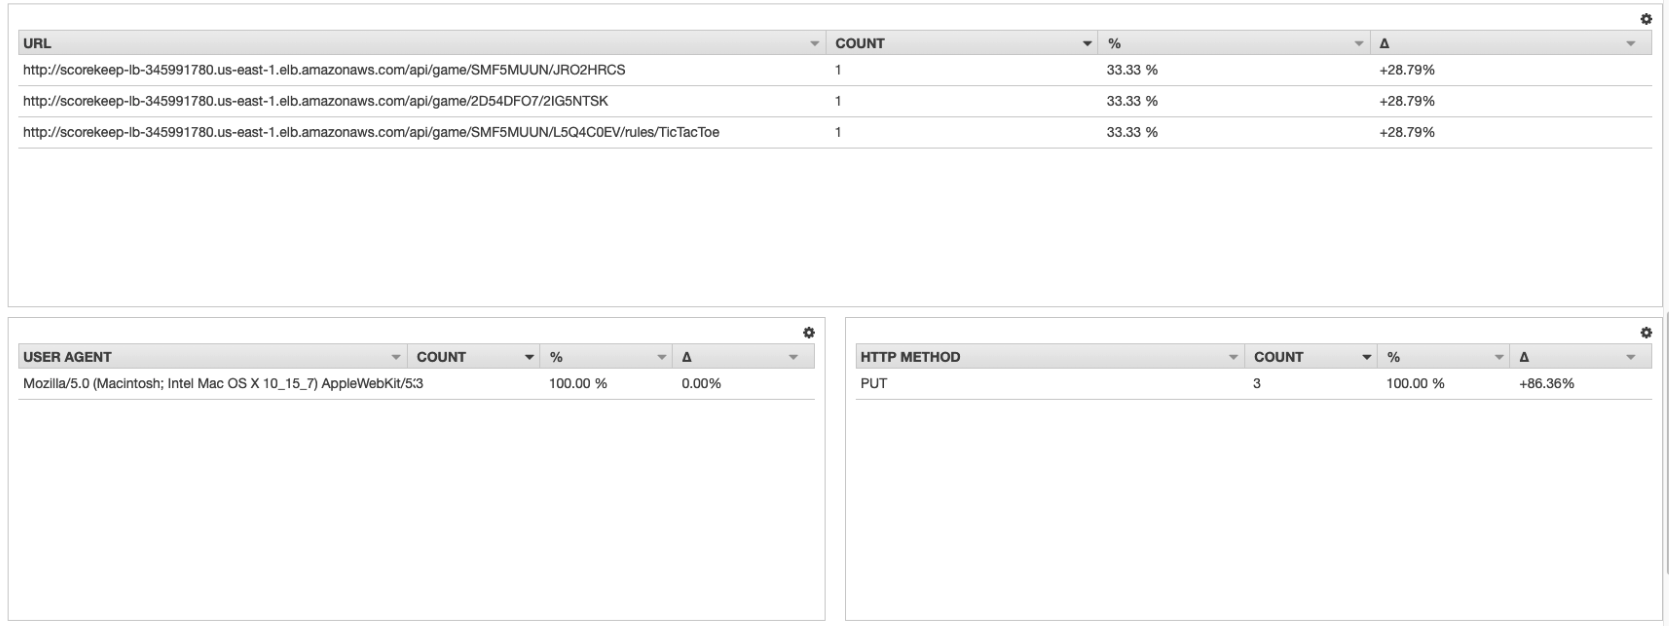 URL COUNT % Δ
http://scorekeep-lb-345991780.us-east-1.elb.amazonaws.com/api/game/SMF5MUUN/JRO2HRCS 1 33.33 % +28.79%
http://scorekeep-lb-345991780.us-east-1.elb.amazonaws.com/api/game/2D54DFO7/2IG5NTSK 1 33.33 % +28.79%
http://scorekeep-lb-345991780.us-east-1.elb.amazonaws.com/api/game/SMF5MUUN/L5Q4C0EV/rules/TicTacToe 1 33.33 % +28.79%
USER AGENT COUNT % Δ
Mozilla/5.0 (Macintosh; Intel Mac OS X 10_15_7) AppleWebKit/5 3 100.00 % 0.00%
HTTP METHOD COUNT % Δ
PUT 3 100.00 % +86.36%